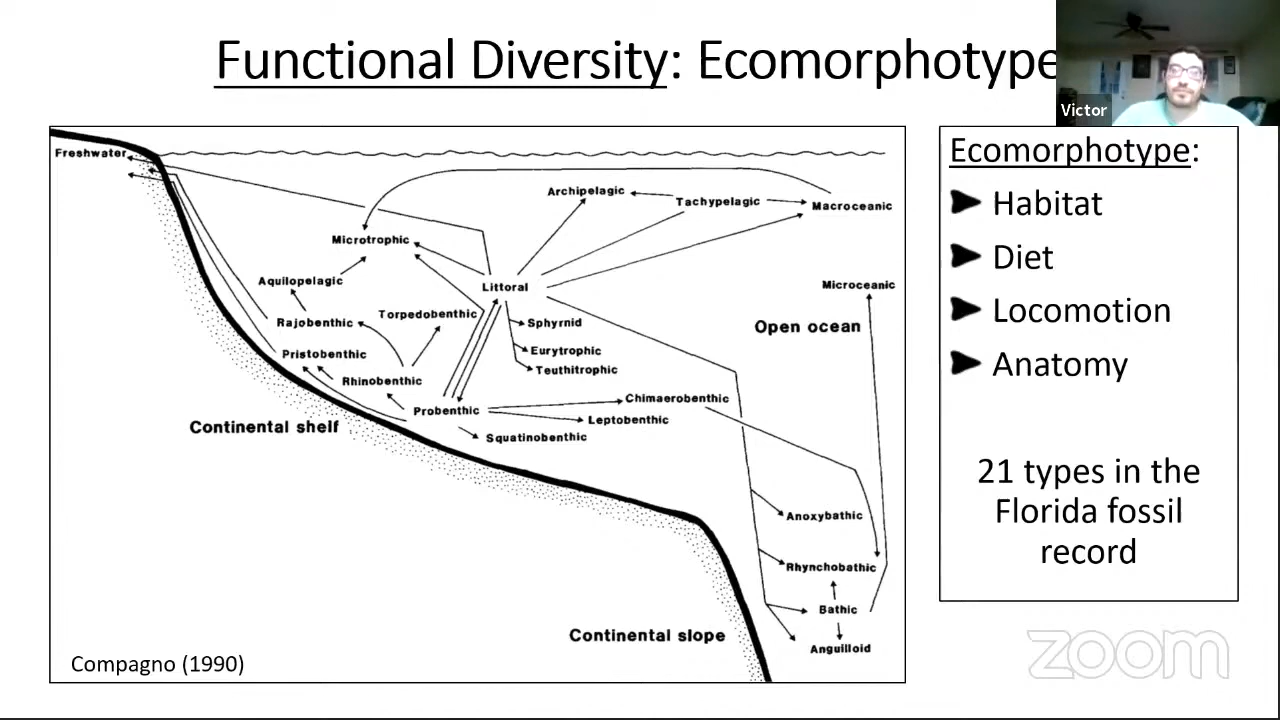 Functional Diversity: Ecomorphotype
Victor
Freshwater
Archipelagic
Tachypelagic
Macroceanic
Microtrophic
Aquilopelagic
Littoral
Microceanic
Rajobenthic
Torpedobenthic
Sphyrnid
Open ocean
Pristobenthic
Eurytrophic
Teuthitrophic
Rhinobenthic
Chimaerobenthic
Probenthic
Leptobenthic
Continental shelf
Squatinobenthic
Anoxybathic
Rhynchobathic
Bathic
Continental slope
Anguilloid
Compagno (1990)
Ecomorphotype:
Habitat
Diet
Locomotion
Anatomy
21 types in the
Florida fossil
record
zoom